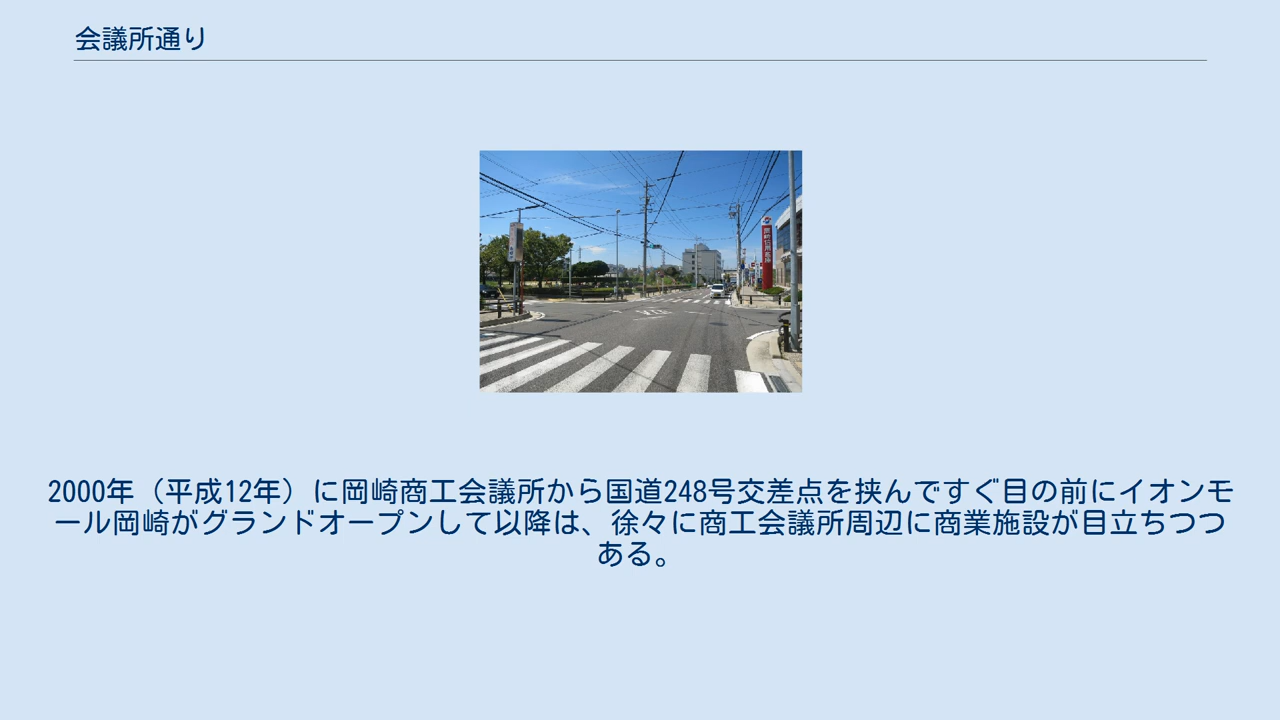 会議所通り
2000年（平成12年）に岡崎商工会議所から国道248号交差点を挟んですぐ目の前にイオンモ
ール岡崎がグランドオープンして以降は、徐々に商工会議所周辺に商業施設が目立ちつつ
ある。